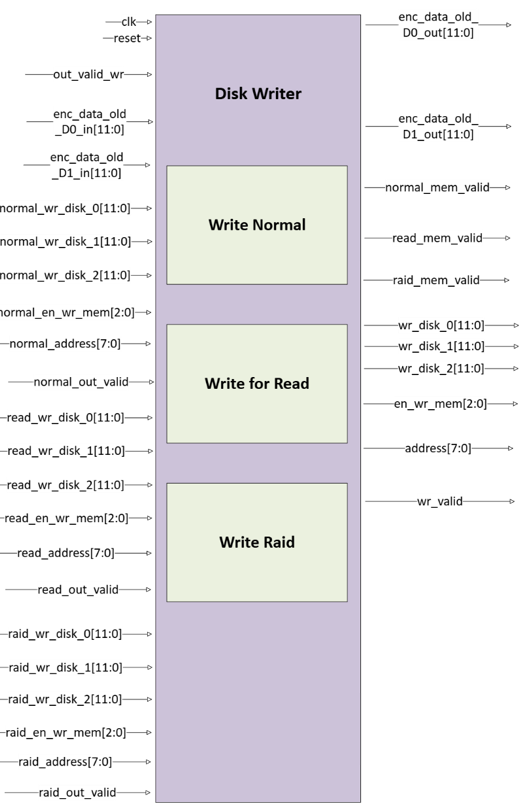 clk
reset
out_valid_wr
enc_data_old
_D0_in[11:0]
enc_data_old
_D1_in[11:0]
normal_wr_disk_0[11:0]
normal_wr_disk_1[11:0]
normal_wr_disk_2[11:0]
normal_en_wr_mem[2:0]
normal_address[7:0]
normal_out_valid
read_wr_disk_0[11:0]
read_wr_disk_1[11:0]
read_wr_disk_2[11:0]
read_en_wr_mem[2:0]
read_address[7:0]
read_out_valid
raid_wr_disk_0[11:0]
raid_wr_disk_1[11:0]
raid_wr_disk_2[11:0]
raid_en_wr_mem[2:0]
raid_address[7:0]
raid_out_valid
Disk Writer
Write Normal
Write for Read
Write Raid
enc_data_old_
D0_out[11:0]
enc_data_old_
D1_out[11:0]
normal_mem_valid
read_mem_valid
raid_mem_valid
wr_disk_0[11:0]
wr_disk_1[11:0]
wr_disk_2[11:0]
en_wr_mem[2:0]
address[7:0]
wr_valid